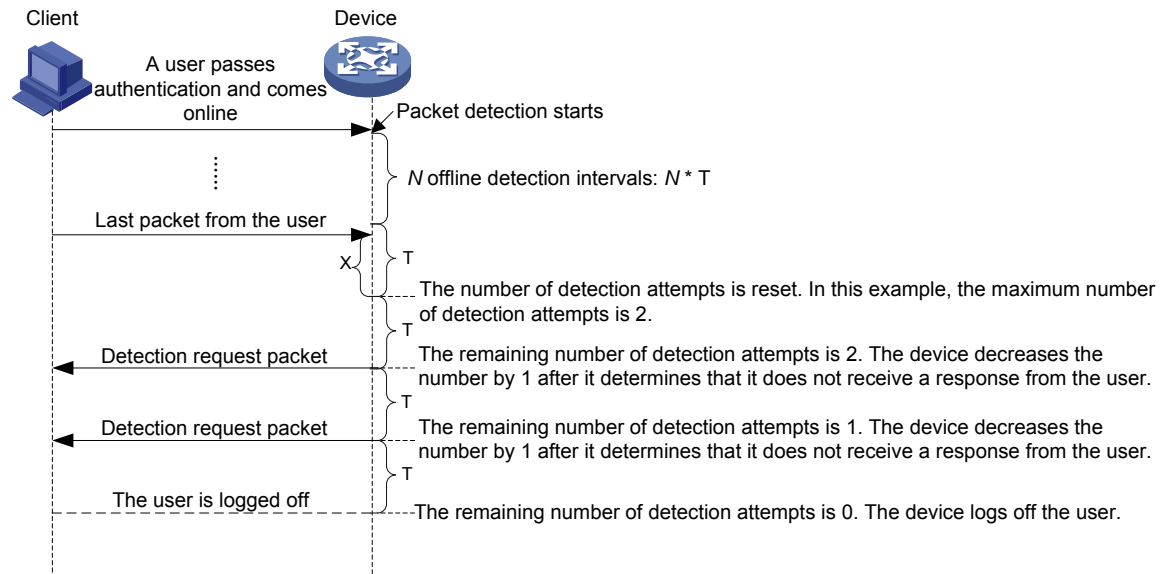 Client
Device
A user passes
authentication and comes
online
Packet detection starts
N offline detection intervals: N * T
Last packet from the user
X
T
The number of detection attempts is reset. In this example, the maximum number
of detection attempts is 2.
T
Detection request packet
The remaining number of detection attempts is 2. The device decreases the
number by 1 after it determines that it does not receive a response from the user.
T
Detection request packet
The remaining number of detection attempts is 1. The device decreases the
number by 1 after it determines that it does not receive a response from the user.
T
The user is logged off
The remaining number of detection attempts is 0. The device logs off the user.